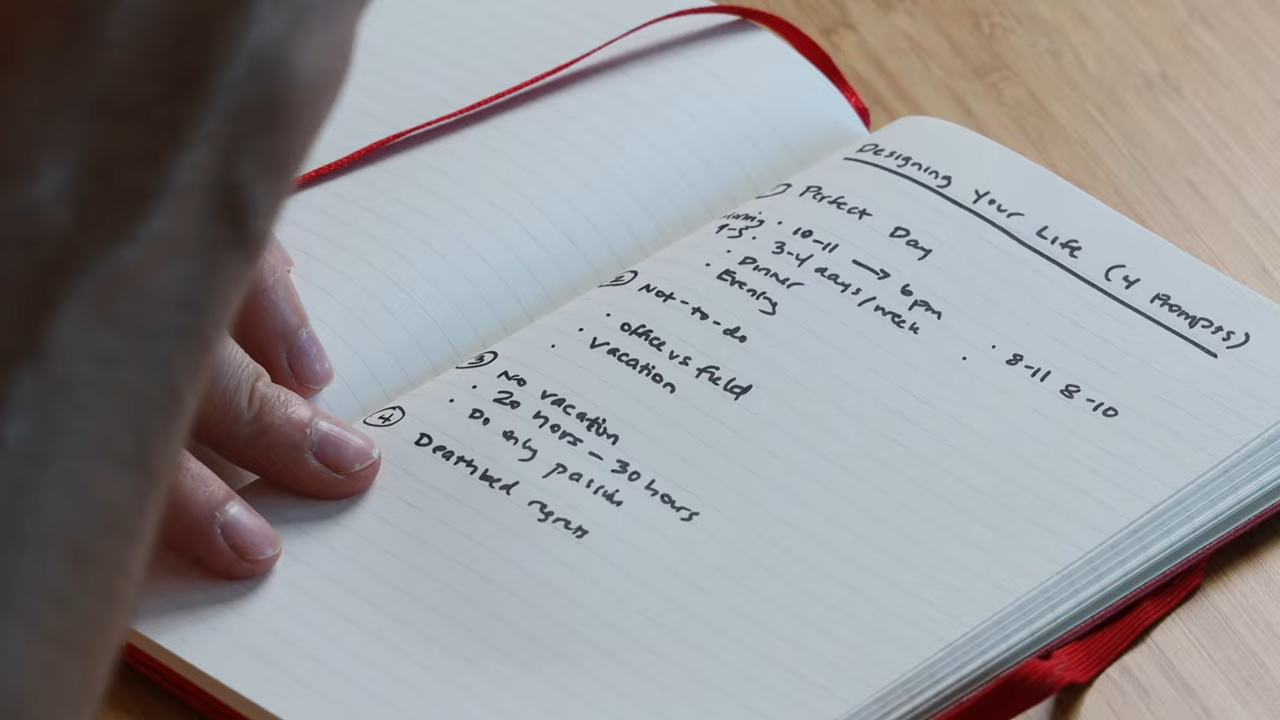 Designing Your Life (4 Prompts)
Perfect Day
· 10-11 → 6pm
· 8-11 8-10
· 3-4 days/week
· Dinner
· Evening
② Not-to-do
· office vs field
· Vacation
③ No vacation
· 20 hors - 30 hours
· Do only passion
④ Deathbed regrets